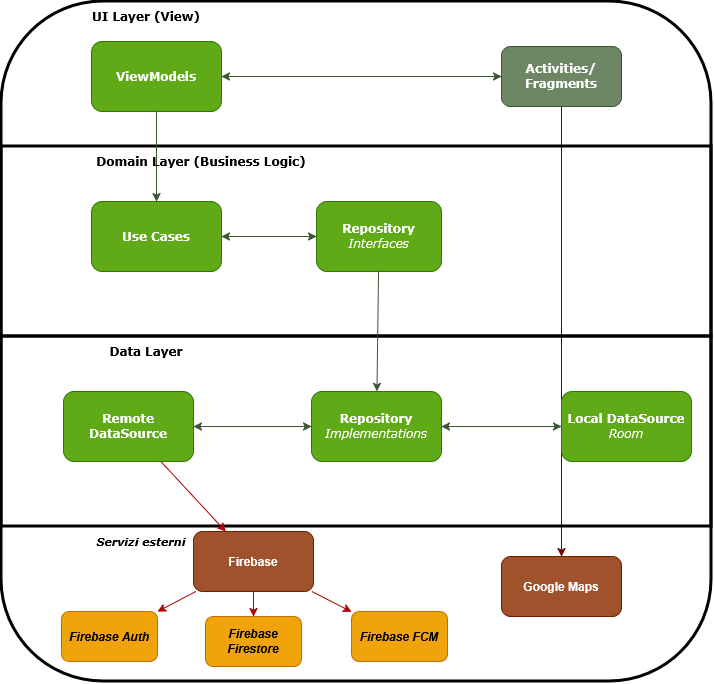 UI Layer (View)
ViewModels
Activities/
Fragments
Domain Layer (Business Logic)
Use Cases
Repository
Interfaces
Data Layer
Remote
DataSource
Repository
Implementations
Local DataSource
Room
Servizi esterni
Firebase
Google Maps
Firebase Auth
Firebase
Firestore
Firebase FCM